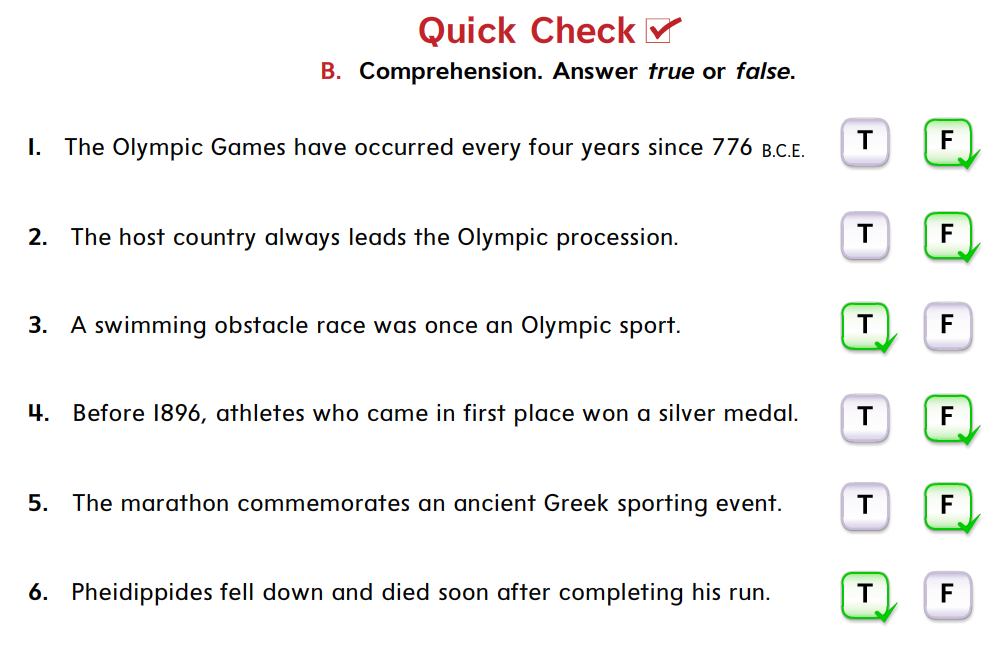 Quick Check
B. Comprehension. Answer true or false.
1. The Olympic Games have occurred every four years since 776 B.C.E. T F
2. The host country always leads the Olympic procession. T F
3. A swimming obstacle race was once an Olympic sport. T F
4. Before 1896, athletes who came in first place won a silver medal. T F
5. The marathon commemorates an ancient Greek sporting event. T F
6. Pheidippides fell down and died soon after completing his run. T F